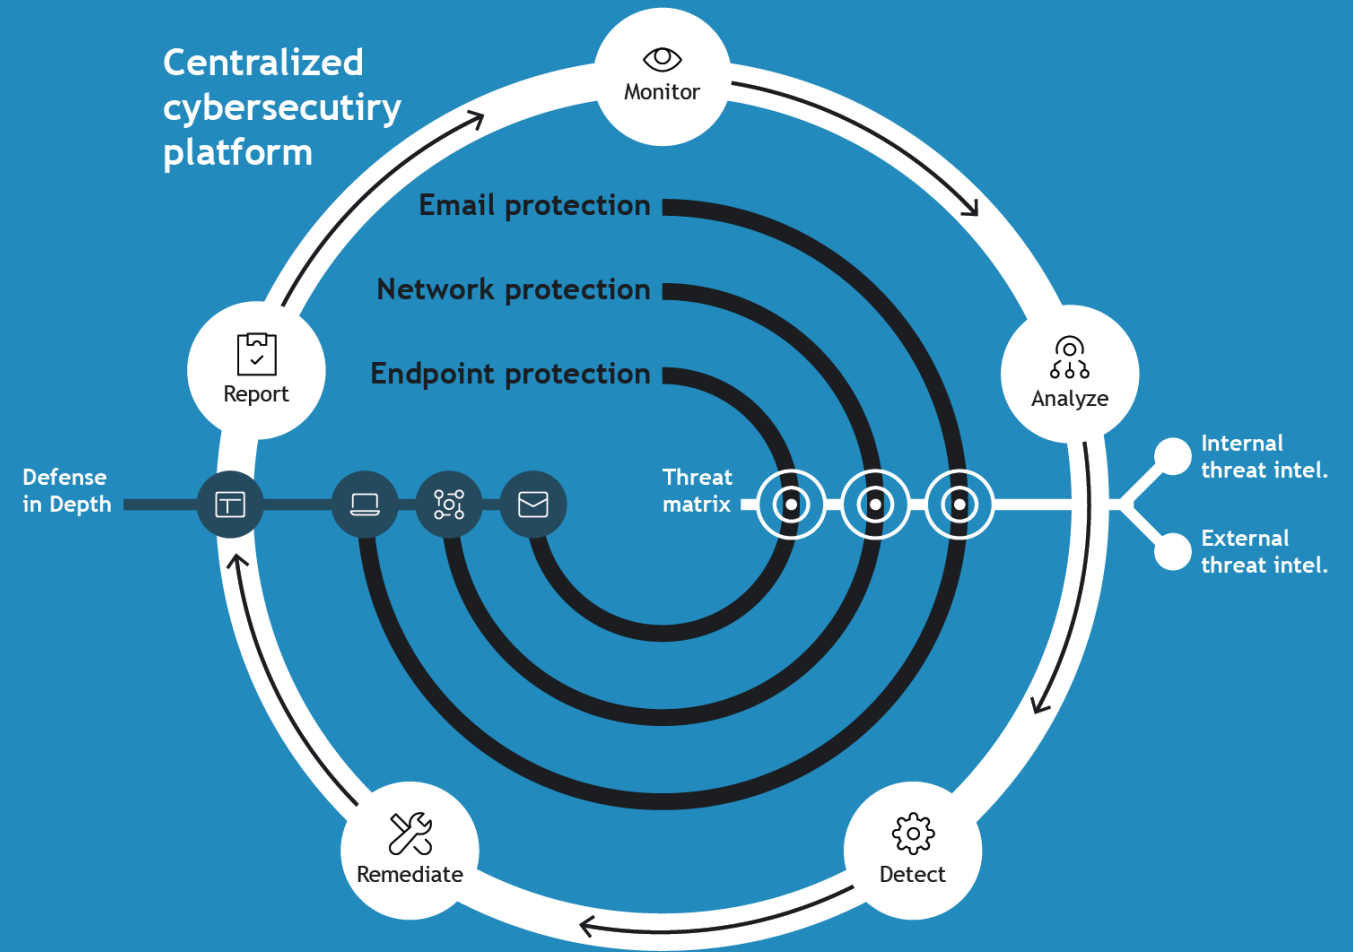 Centralized
cybersecutiry
platform
Monitor
Email protection
Network protection
Endpoint protection
Report
Analyze
Defense
in Depth
Threat
matrix
Internal
threat intel.
External
threat intel.
Remediate
Detect